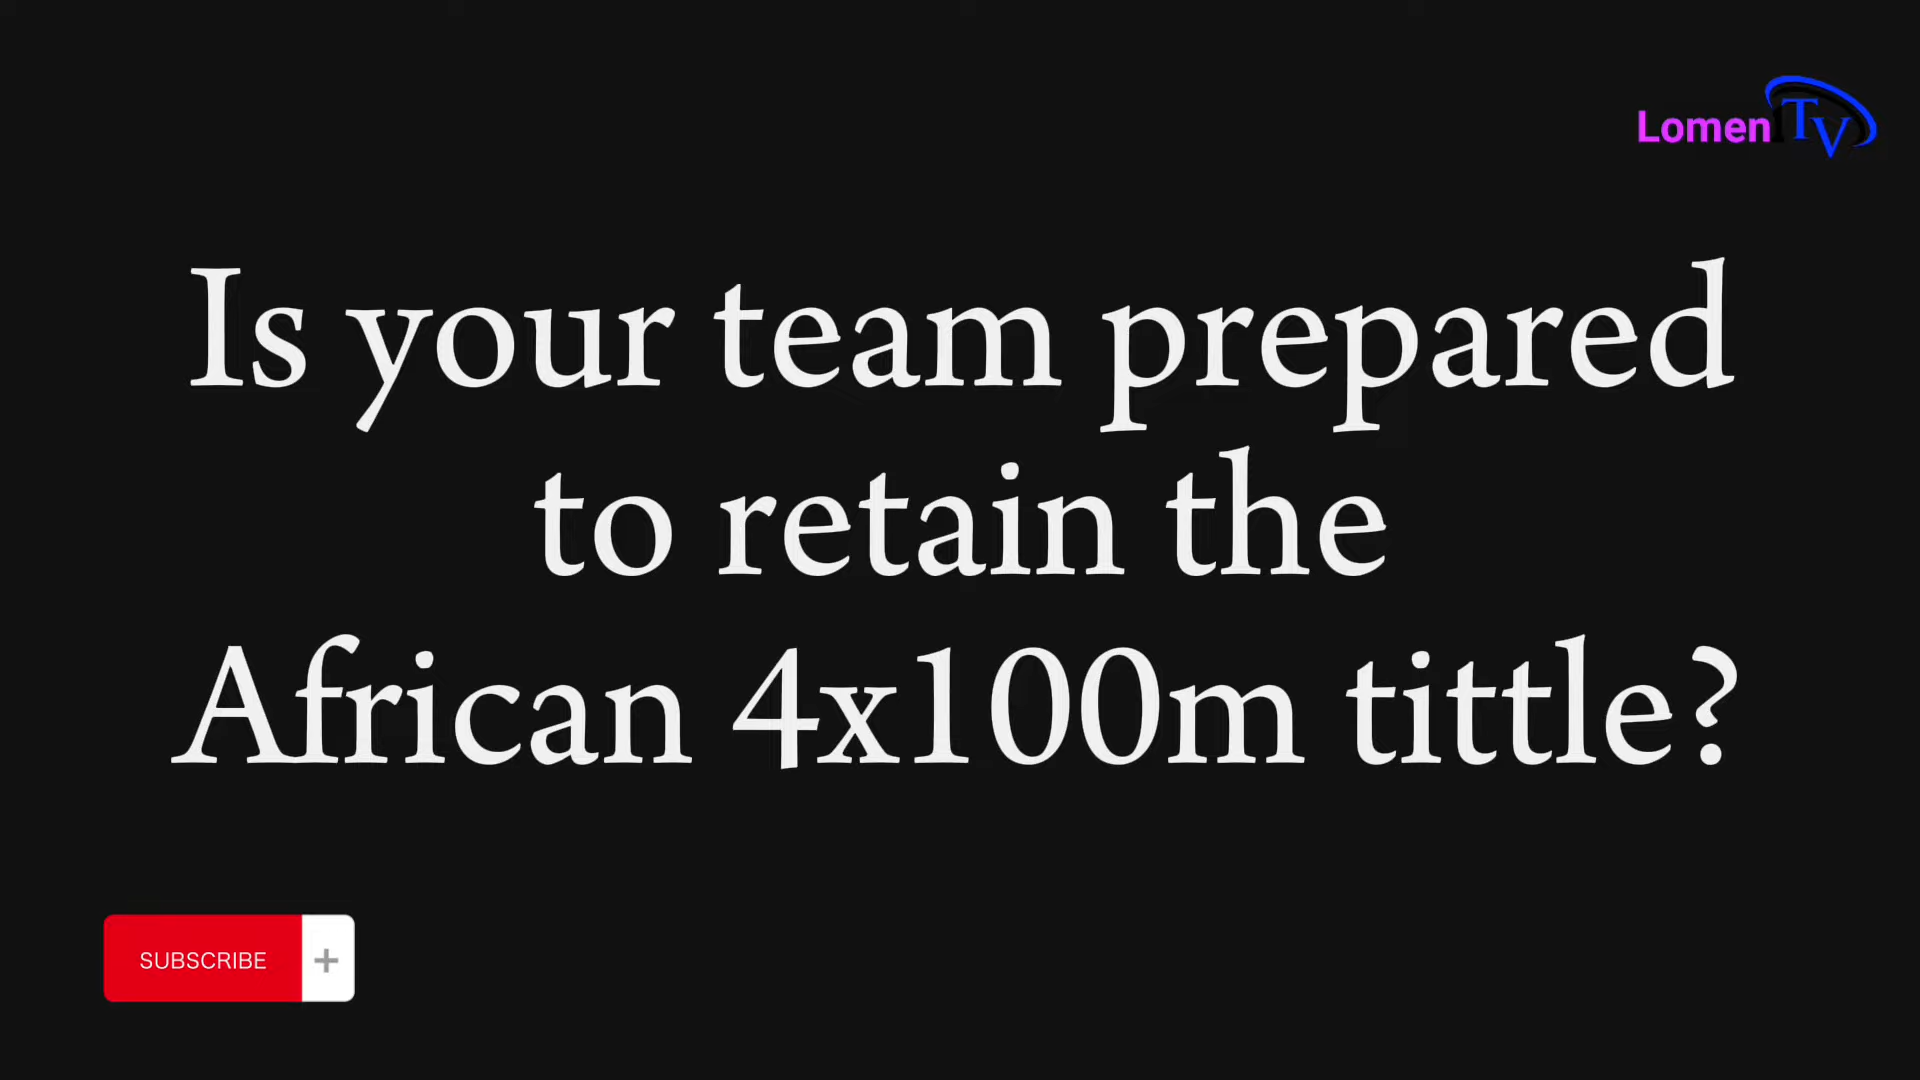 Lomen TV
Is your team prepared
to retain the
African 4x100m tittle?
SUBSCRIBE +